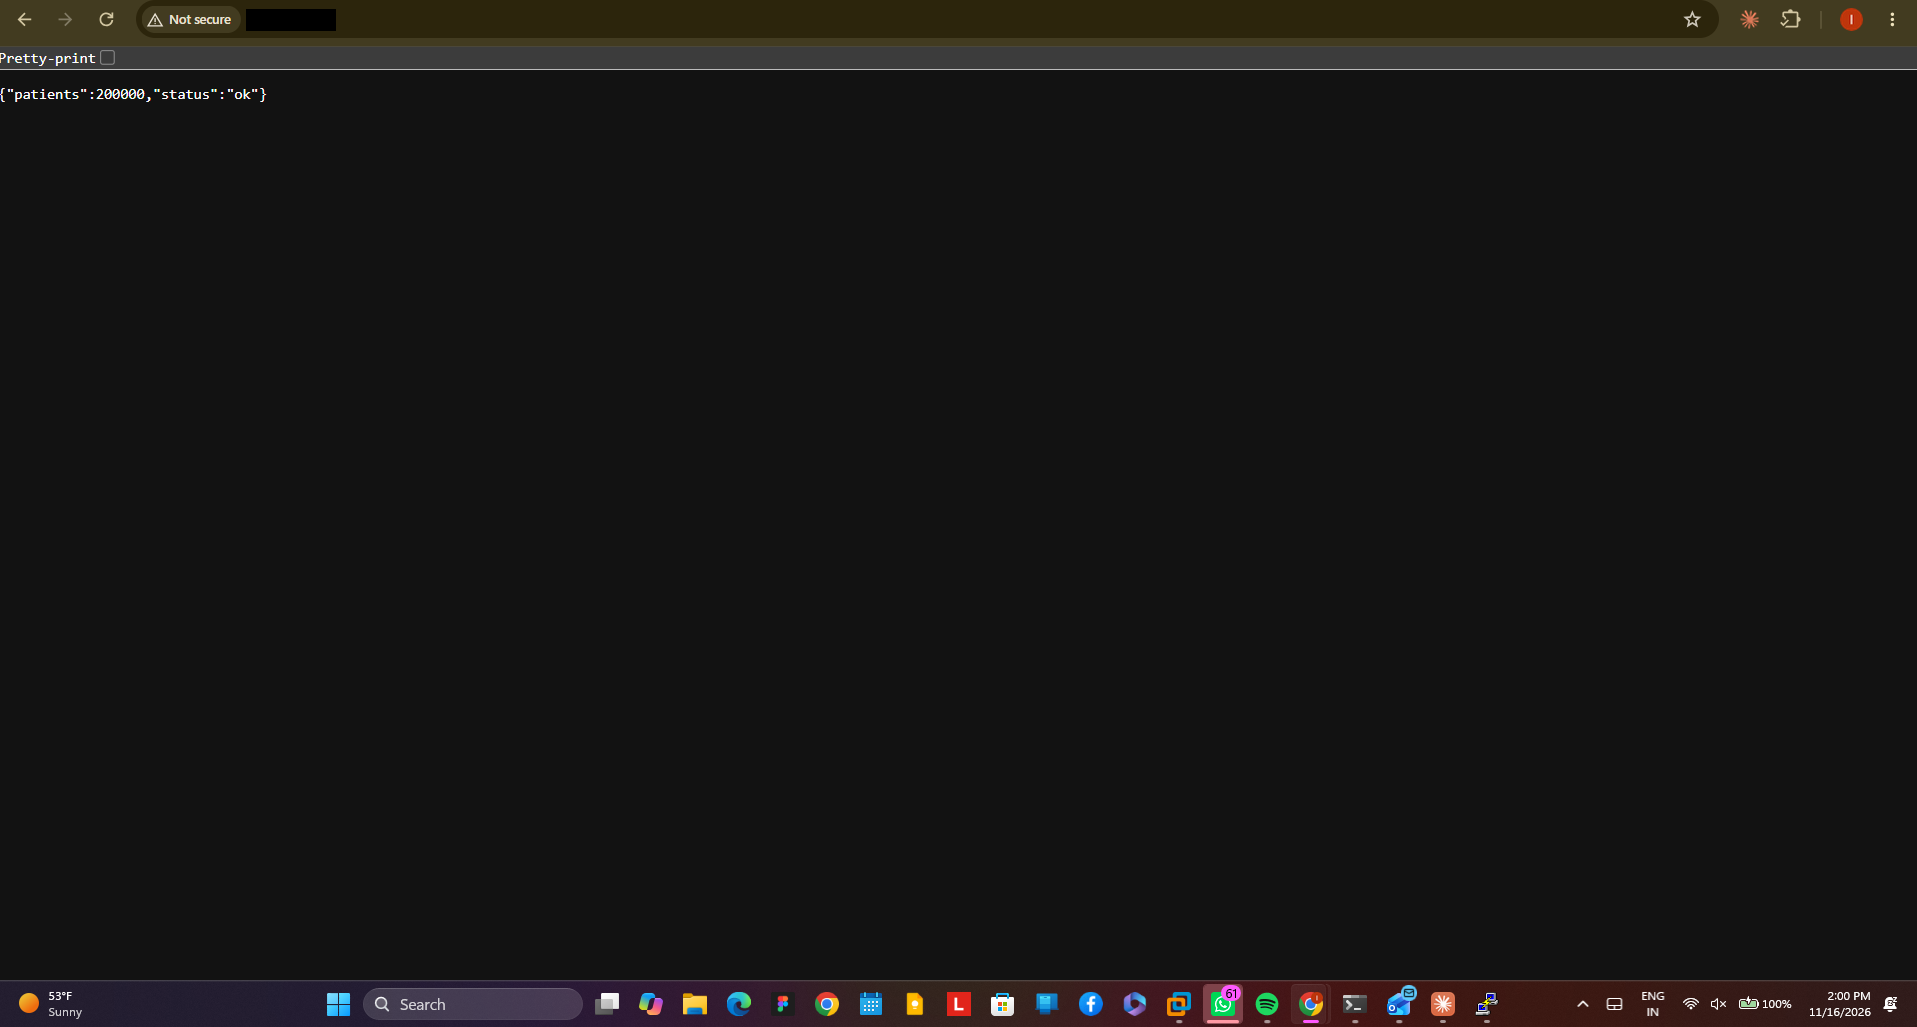 Not secure
I
Pretty-print
{"patients":200000,"status":"ok"}
53°F
Sunny
Search
L
61
ENG
IN
100%
2:00 PM
11/16/2026